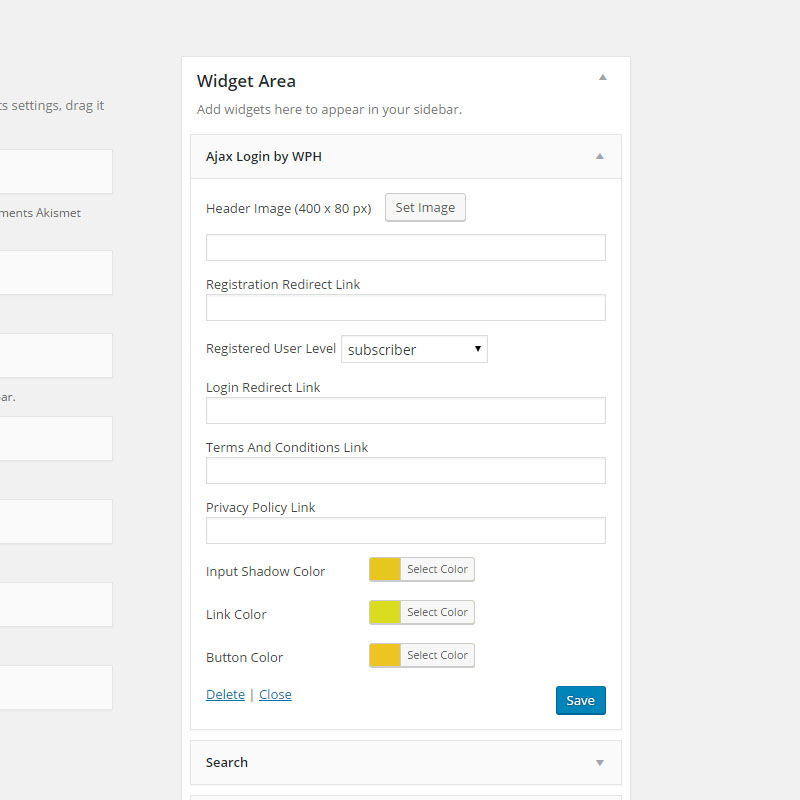 ts settings, drag it
ments Akismet
ar.
Widget Area
Add widgets here to appear in your sidebar.
Ajax Login by WPH
Header Image (400 x 80 px) Set Image
Registration Redirect Link
Registered User Level subscriber
Login Redirect Link
Terms And Conditions Link
Privacy Policy Link
Input Shadow Color Select Color
Link Color Select Color
Button Color Select Color
Delete | Close Save
Search